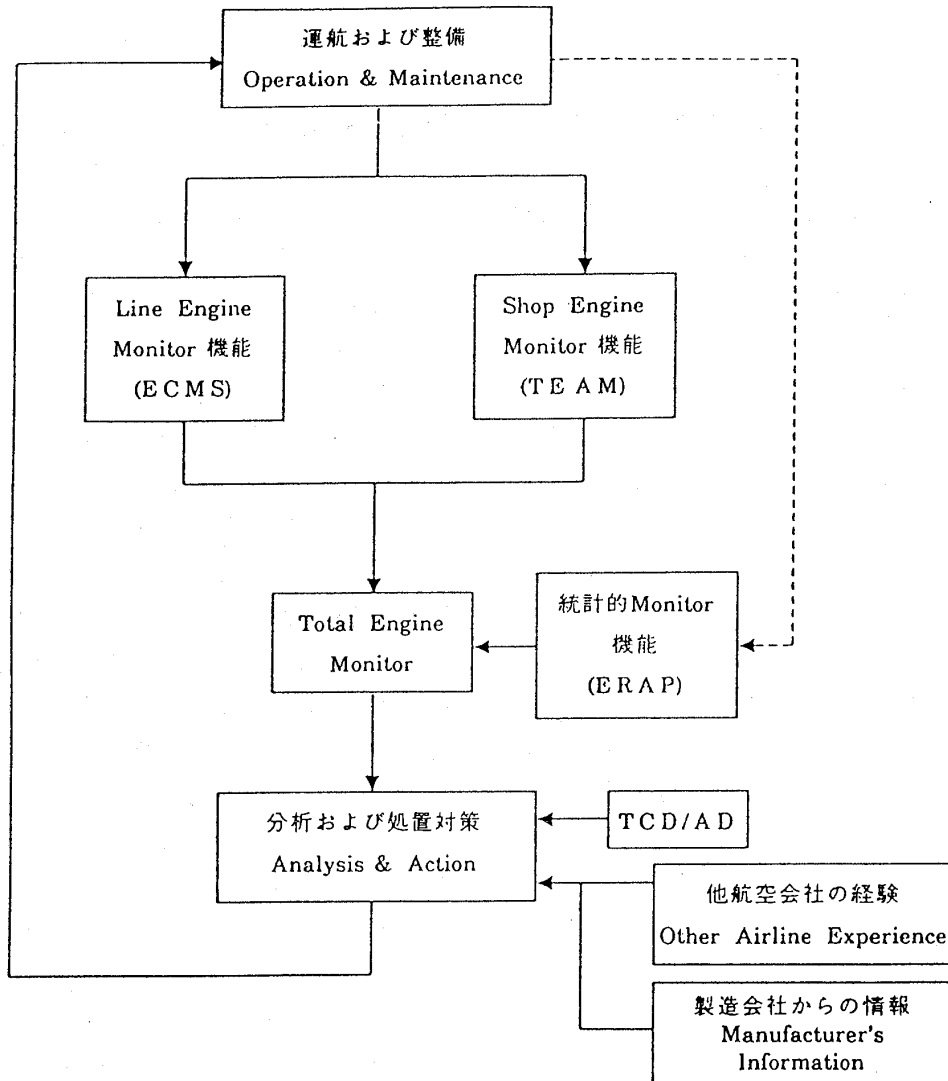 運航および整備
Operation & Maintenance
Line Engine
Monitor 機能
(ECMS)
Shop Engine
Monitor 機能
(TEAM)
Total Engine
Monitor
統計的Monitor
機能
(ERAP)
分析および処置対策
Analysis & Action
TCD/AD
他航空会社の経験
Other Airline Experience
製造会社からの情報
Manufacturer's
Information